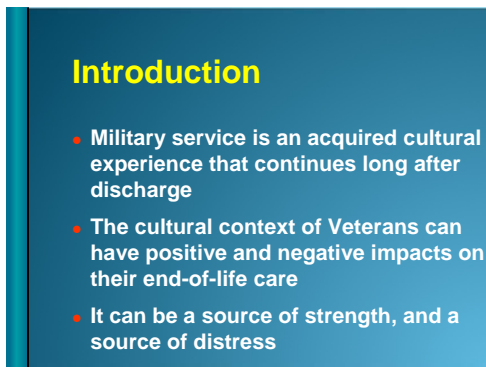 Introduction
• Military service is an acquired cultural
experience that continues long after
discharge
• The cultural context of Veterans can
have positive and negative impacts on
their end-of-life care
• It can be a source of strength, and a
source of distress